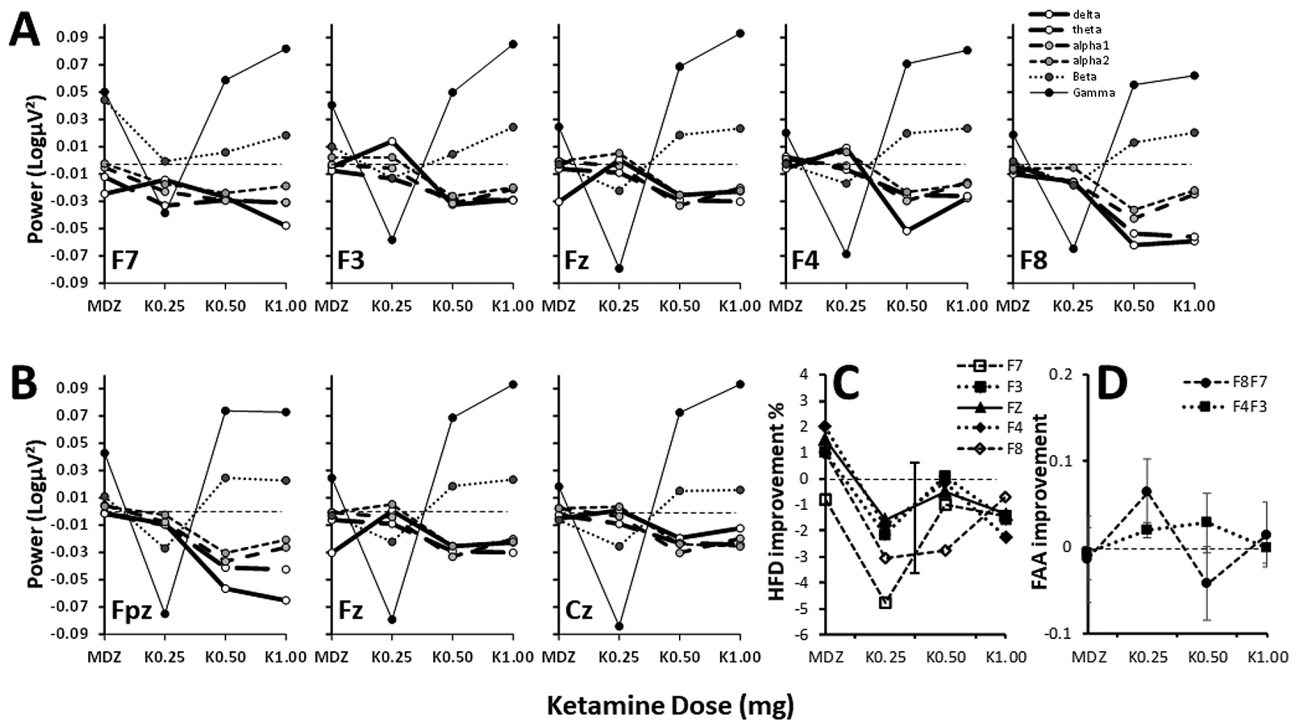 A
Power (LogµV²)
0.09
0.07
0.05
0.03
0.01
-0.01
-0.03
-0.05
-0.07
-0.09
F7
F3
Fz
F4
F8
delta
theta
alpha1
alpha2
Beta
Gamma
MDZ K0.25 K0.50 K1.00
MDZ K0.25 K0.50 K1.00
MDZ K0.25 K0.50 K1.00
MDZ K0.25 K0.50 K1.00
MDZ K0.25 K0.50 K1.00
B
Power (LogµV²)
0.09
0.07
0.05
0.03
0.01
-0.01
-0.03
-0.05
-0.07
-0.09
Fpz
Fz
Cz
MDZ K0.25 K0.50 K1.00
MDZ K0.25 K0.50 K1.00
MDZ K0.25 K0.50 K1.00
C
HFD improvement %
4
3
2
1
0
-1
-2
-3
-4
-5
-6
F7
F3
FZ
F4
F8
MDZ K0.25 K0.50 K1.00
D
FAA improvement
0.2
0.1
0
-0.1
F8F7
F4F3
MDZ K0.25 K0.50 K1.00
Ketamine Dose (mg)